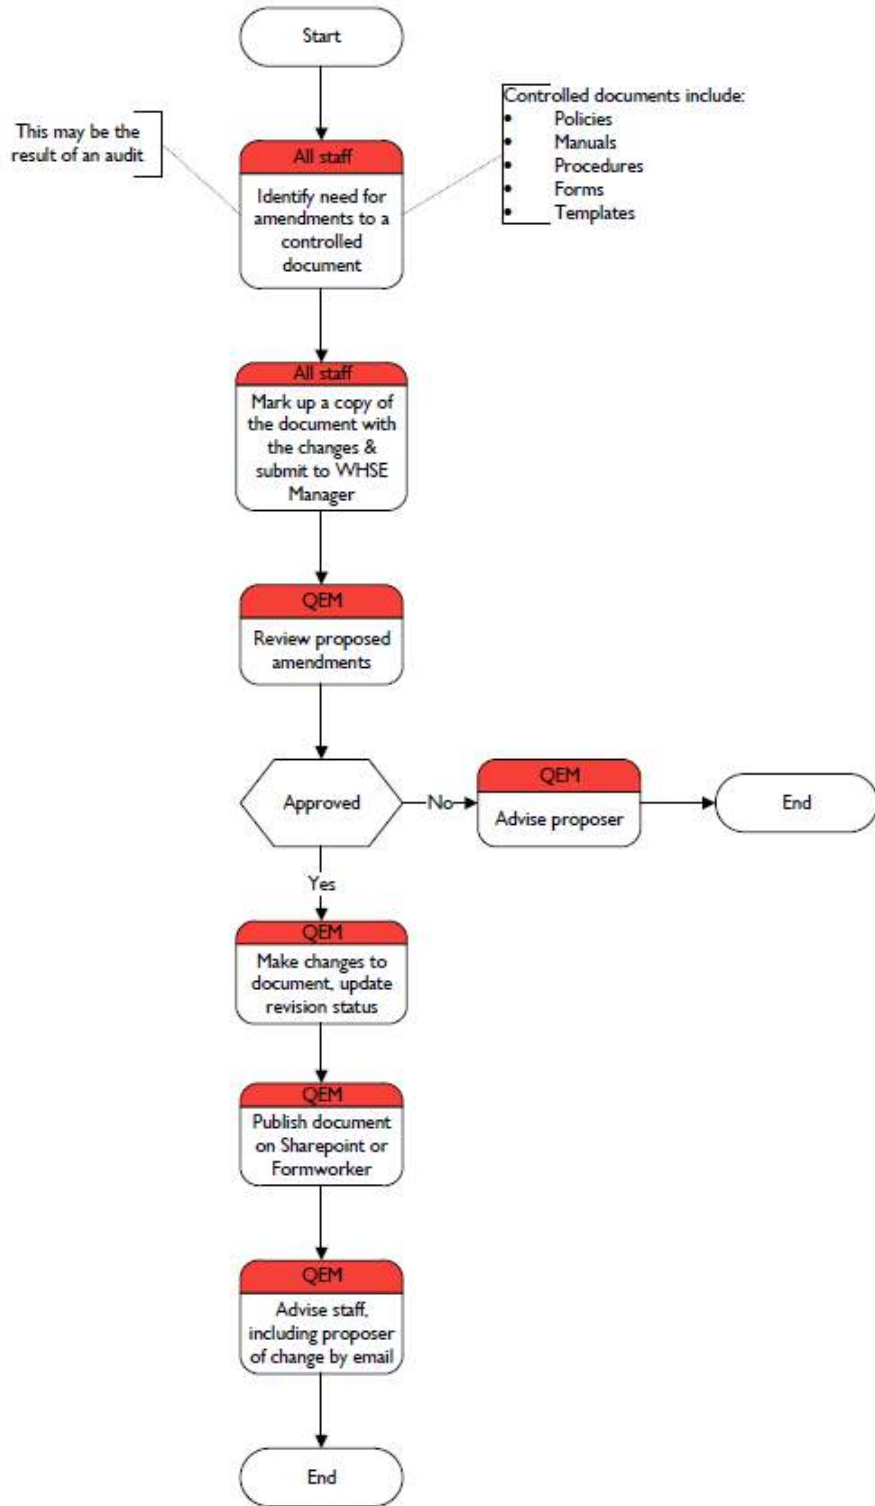 Start
This may be the
result of an audit
Controlled documents include:
• Policies
• Manuals
• Procedures
• Forms
• Templates
All staff
Identify need for
amendments to a
controlled
document
All staff
Mark up a copy of
the document with
the changes &
submit to WHSE
Manager
QEM
Review proposed
amendments
Approved
No
QEM
Advise proposer
End
Yes
QEM
Make changes to
document, update
revision status
QEM
Publish document
on Sharepoint or
Formworker
QEM
Advise staff,
including proposer
of change by email
End